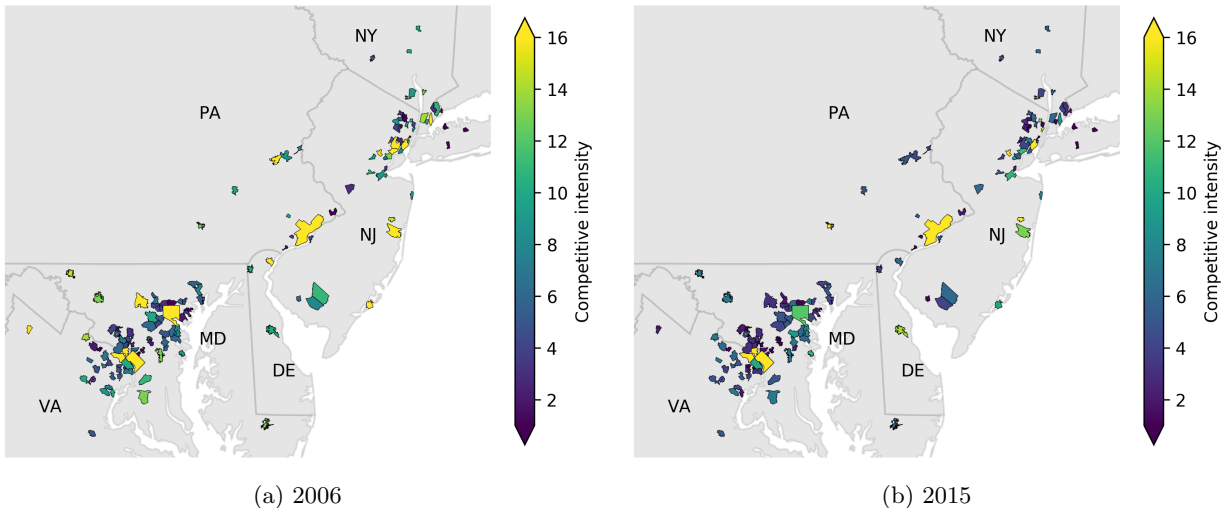 NY
PA
NJ
MD
DE
VA
16
14
12
10
8
6
4
2
Competitive intensity
(a) 2006
NY
PA
NJ
MD
DE
VA
16
14
12
10
8
6
4
2
Competitive intensity
(b) 2015